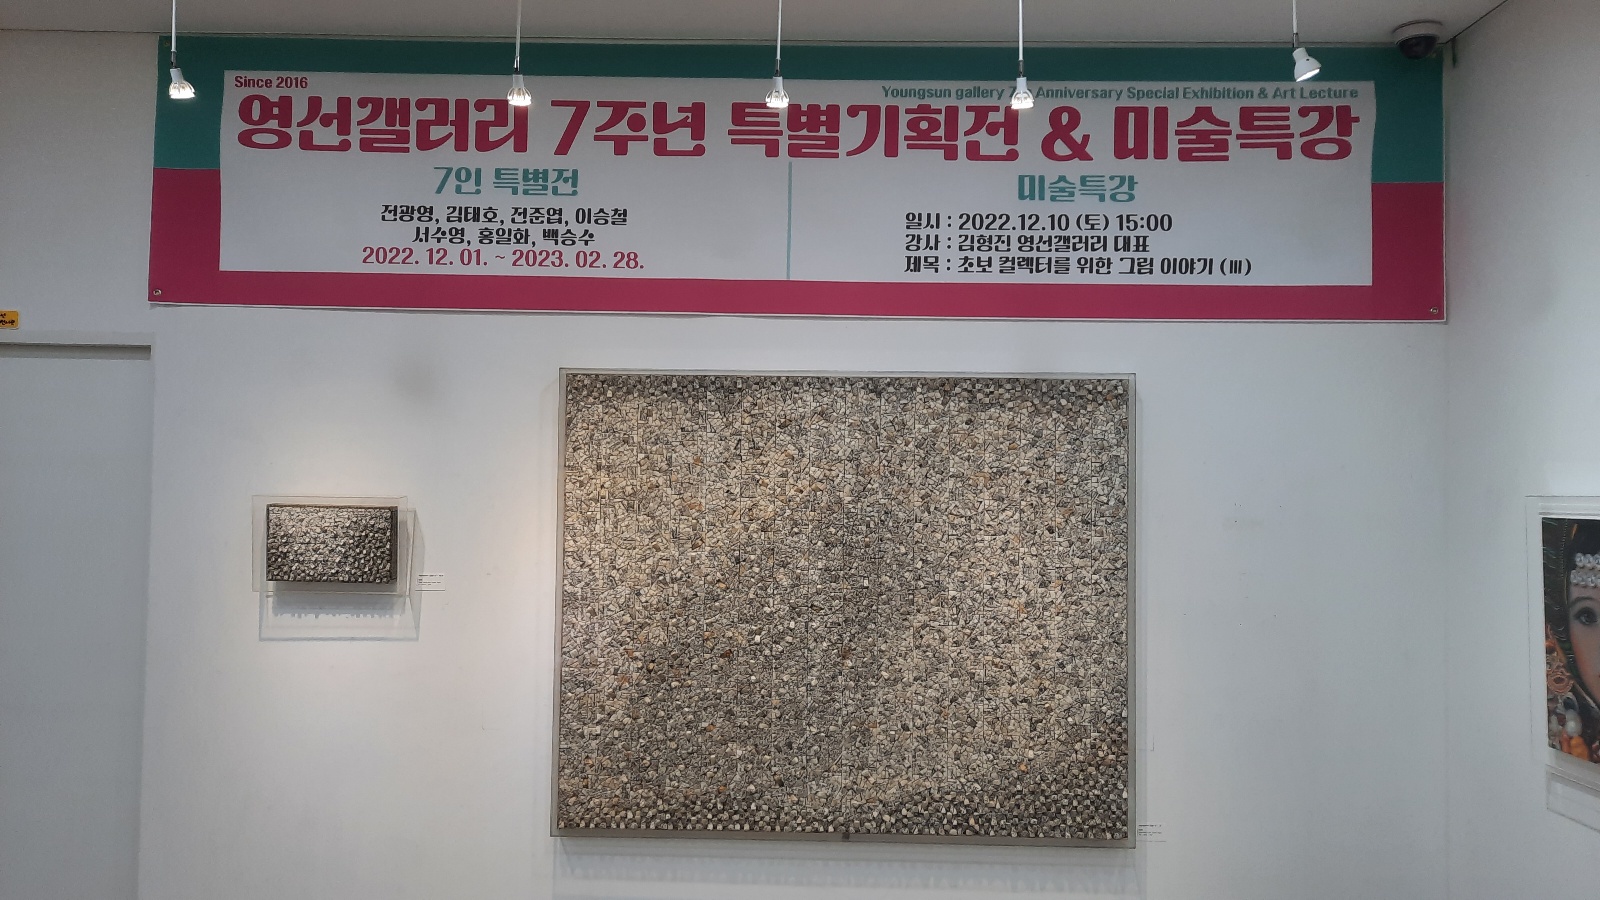 Since 2016
Youngsun gallery 7 Anniversary Special Exhibition & Art Lecture
영선갤러리 7주년 특별기획전 & 미술특강
7인 특별전
전광영, 김태호, 전준엽, 이승철
서수영, 홍일화, 백승수
2022. 12. 01. ~ 2023. 02. 28.
미술특강
일시 : 2022.12.10 (토) 15:00
강사 : 김형진 영선갤러리 대표
제목 : 초보 컬렉터를 위한 그림 이야기 (Ⅲ)